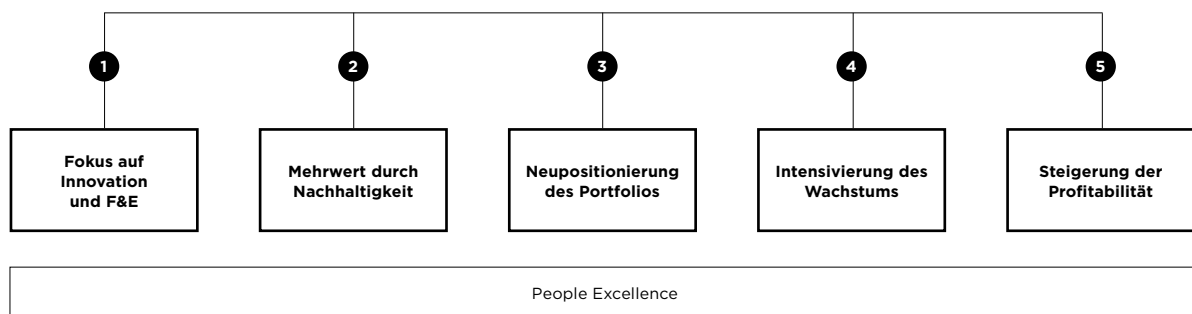 1
2
3
4
5
Fokus auf
Innovation
und F&E
Mehrwert durch
Nachhaltigkeit
Neupositionierung
des Portfolios
Intensivierung des
Wachstums
Steigerung der
Profitabilität
People Excellence